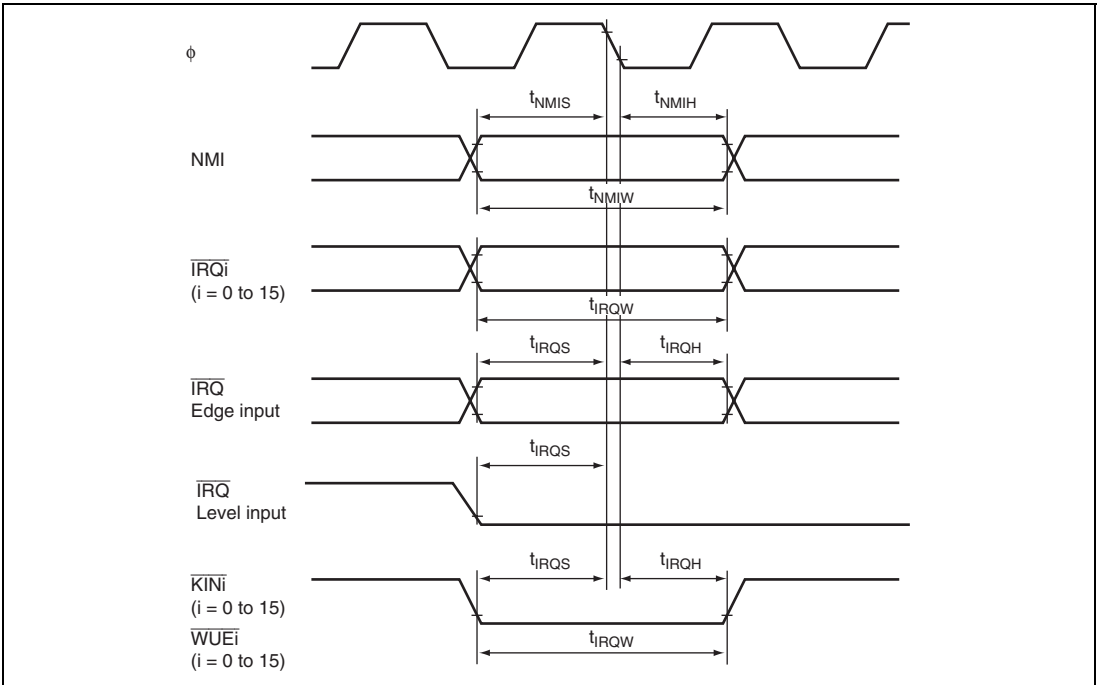 ϕ
tNMIS tNMIH
NMI
tNMIW
IRQi
(i = 0 to 15)
tIRQW
tIRQS tIRQH
IRQ
Edge input
tIRQS
IRQ
Level input
tIRQS tIRQH
KINi
(i = 0 to 15)
WUEi
(i = 0 to 15)
tIRQW